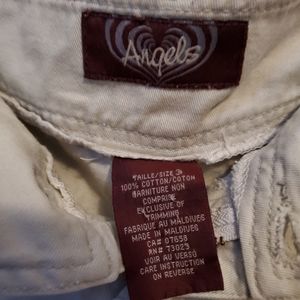 Angels
TAILLE/SIZE 3
100% COTTON/COTON
GARNITURE NON
COMPRISE
EXCLUSIVE OF
TRIMMING
FABRIQUE AU MALDIVES
MADE IN MALDIVES
CA# 07658
RN# 73029
VOIR AU VERSO
CARE INSTRUCTION
ON REVERSE